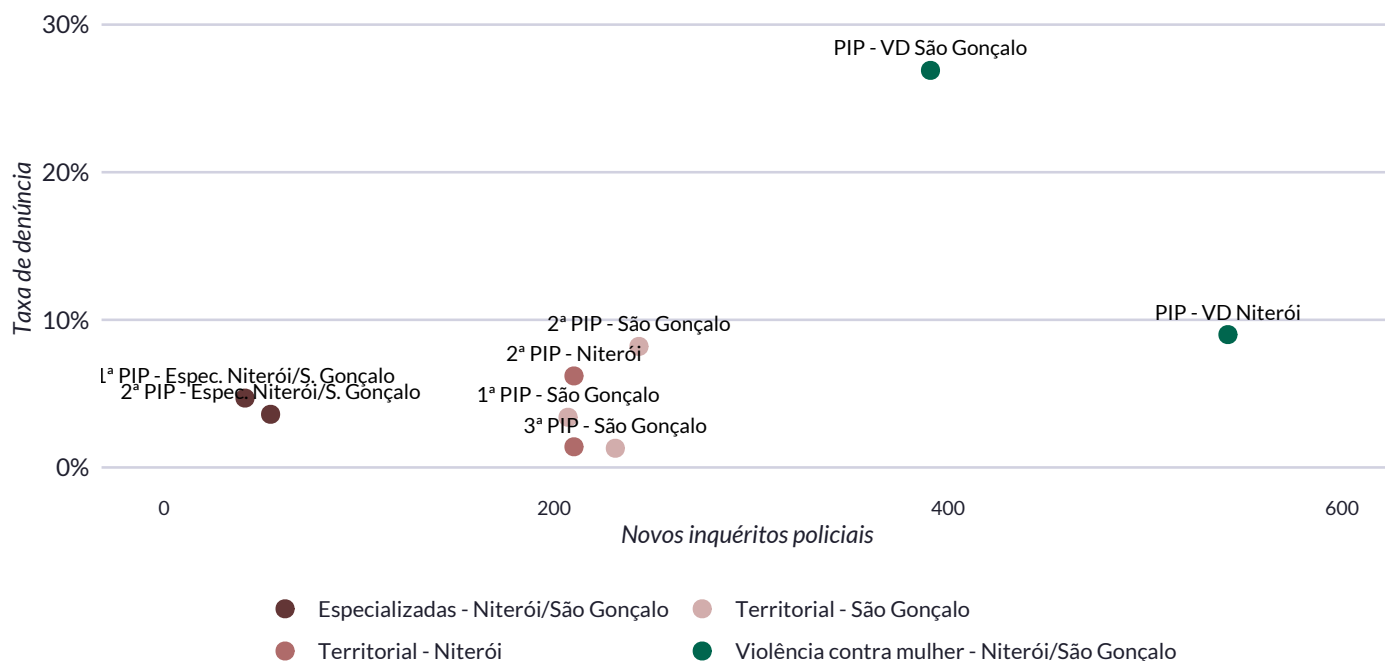 30%
PIP - VD São Gonçalo
20%
Taxa de denúncia
10%
PIP - VD Niterói
2ª PIP - São Gonçalo
2ª PIP - Niterói
1ª PIP - Espec. Niterói/S. Gonçalo
2ª PIP - Espec. Niterói/S. Gonçalo
1ª PIP - São Gonçalo
3ª PIP - São Gonçalo
0%
0 200 400 600
Novos inquéritos policiais
Especializadas - Niterói/São Gonçalo
Territorial - São Gonçalo
Territorial - Niterói
Violência contra mulher - Niterói/São Gonçalo